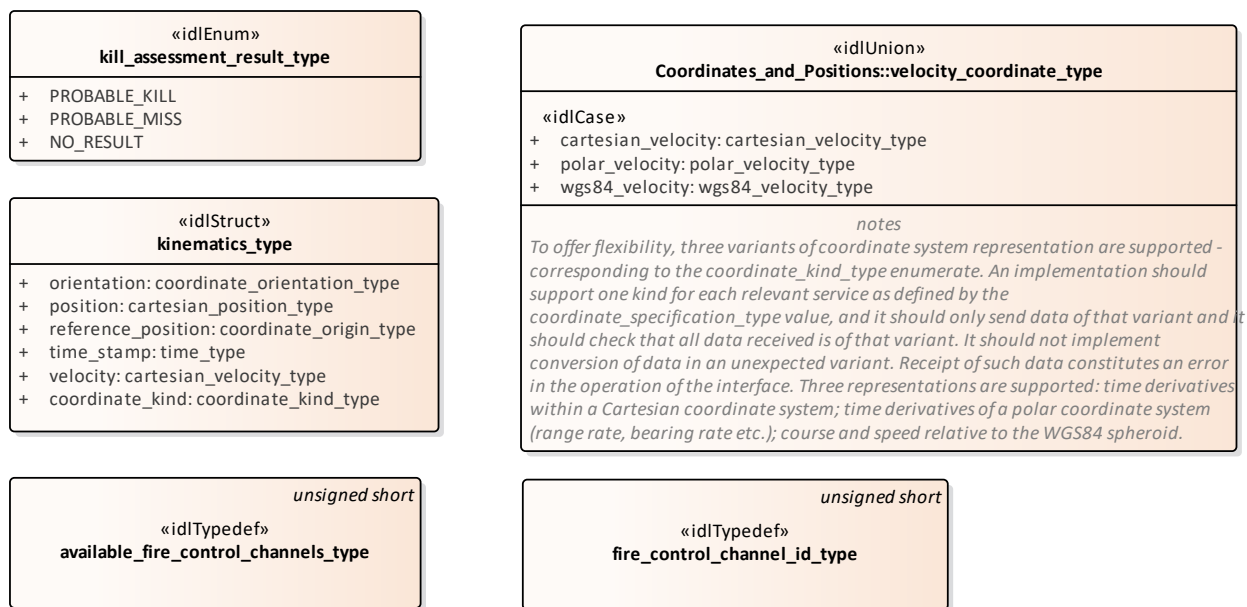 «idlEnum»
kill_assessment_result_type
+ PROBABLE_KILL
+ PROBABLE_MISS
+ NO_RESULT
«idlUnion»
Coordinates_and_Positions::velocity_coordinate_type
«idlCase»
+ cartesian_velocity: cartesian_velocity_type
+ polar_velocity: polar_velocity_type
+ wgs84_velocity: wgs84_velocity_type
notes
To offer flexibility, three variants of coordinate system representation are supported -
corresponding to the coordinate_kind_type enumerate. An implementation should
support one kind for each relevant service as defined by the
coordinate_specification_type value, and it should only send data of that variant and it
should check that all data received is of that variant. It should not implement
conversion of data in an unexpected variant. Receipt of such data constitutes an error
in the operation of the interface. Three representations are supported: time derivatives
within a Cartesian coordinate system; time derivatives of a polar coordinate system
(range rate, bearing rate etc.); course and speed relative to the WGS84 spheroid.
«idlStruct»
kinematics_type
+ orientation: coordinate_orientation_type
+ position: cartesian_position_type
+ reference_position: coordinate_origin_type
+ time_stamp: time_type
+ velocity: cartesian_velocity_type
+ coordinate_kind: coordinate_kind_type
unsigned short
«idlTypedef»
available_fire_control_channels_type
unsigned short
«idlTypedef»
fire_control_channel_id_type